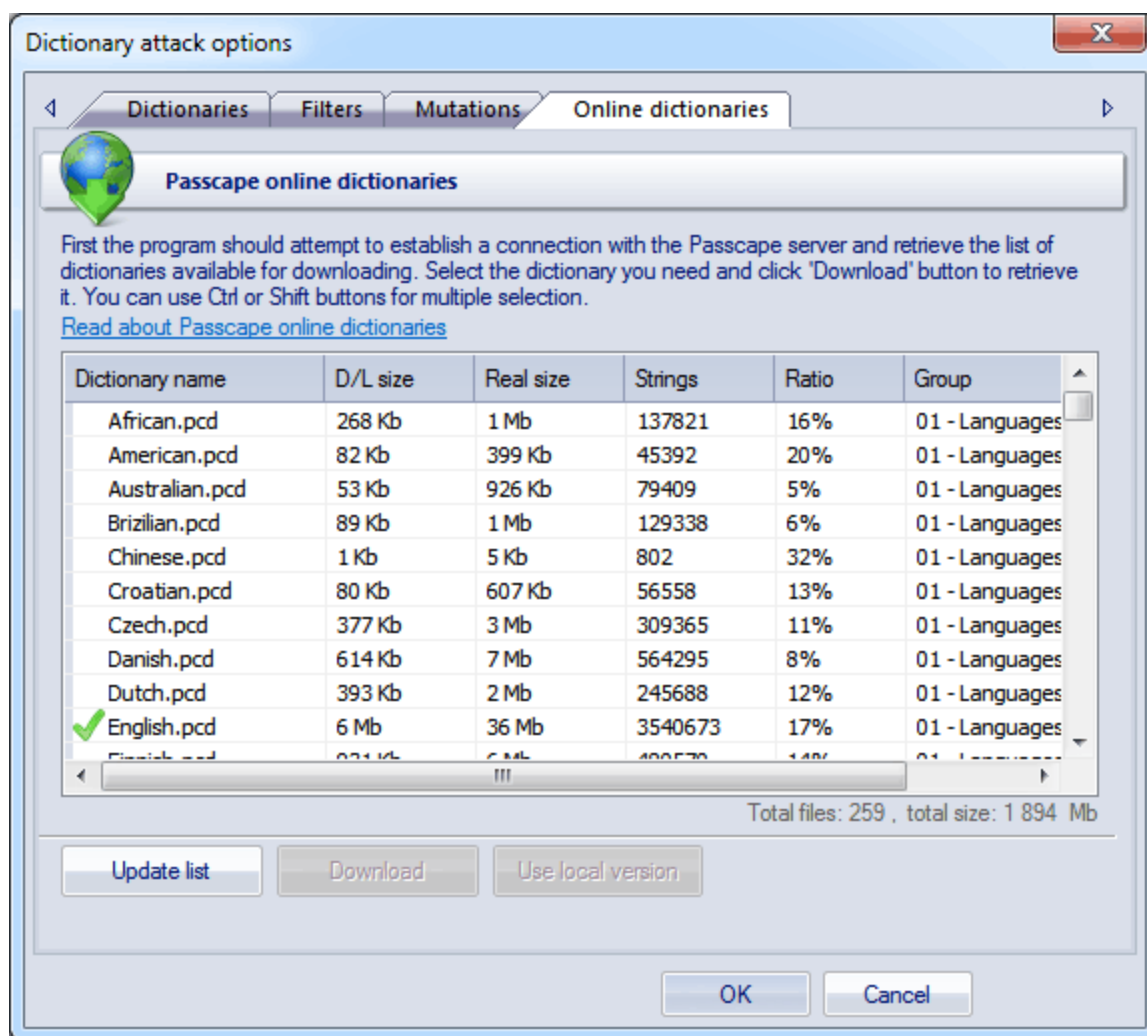 Dictionary attack options
Dictionaries Filters Mutations Online dictionaries
Passcape online dictionaries
First the program should attempt to establish a connection with the Passcape server and retrieve the list of
dictionaries available for downloading. Select the dictionary you need and click 'Download' button to retrieve
it. You can use Ctrl or Shift buttons for multiple selection.
Read about Passcape online dictionaries
Dictionary name D/L size Real size Strings Ratio Group
African.pcd 268 Kb 1 Mb 137821 16% 01 - Languages
American.pcd 82 Kb 399 Kb 45392 20% 01 - Languages
Australian.pcd 53 Kb 926 Kb 79409 5% 01 - Languages
Brizilian.pcd 89 Kb 1 Mb 129338 6% 01 - Languages
Chinese.pcd 1 Kb 5 Kb 802 32% 01 - Languages
Croatian.pcd 80 Kb 607 Kb 56558 13% 01 - Languages
Czech.pcd 377 Kb 3 Mb 309365 11% 01 - Languages
Danish.pcd 614 Kb 7 Mb 564295 8% 01 - Languages
Dutch.pcd 393 Kb 2 Mb 245688 12% 01 - Languages
English.pcd 6 Mb 36 Mb 3540673 17% 01 - Languages
Total files: 259 , total size: 1 894 Mb
Update list Download Use local version
OK Cancel